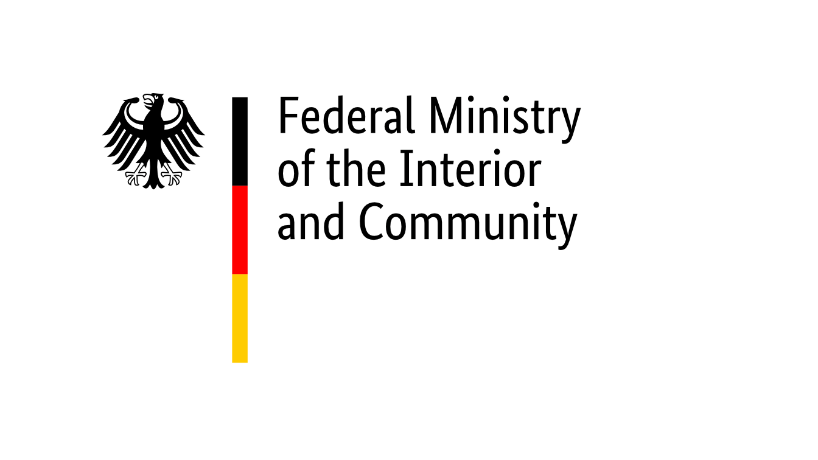 Federal Ministry
of the Interior
and Community